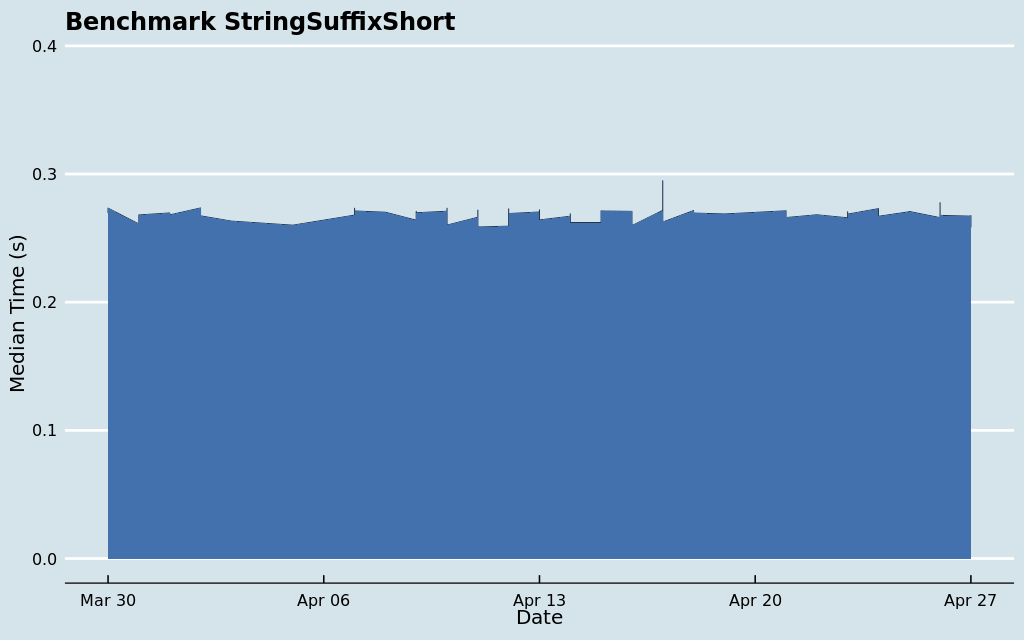 Benchmark StringSuffixShort
0.4
0.3
0.2
0.1
0.0
Median Time (s)
Mar 30
Apr 06
Apr 13
Apr 20
Apr 27
Date